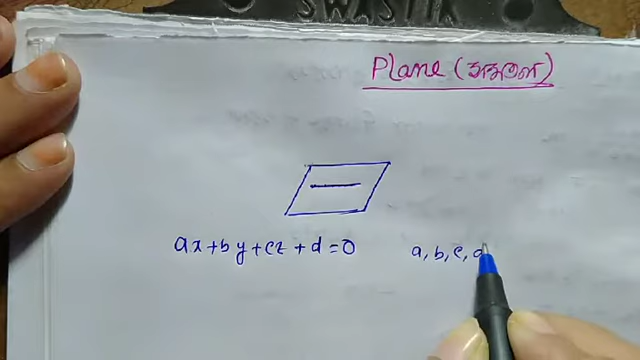 SWASTIK
Plane (সমতল)
ax+by+cz+d=0 a, b, c, d